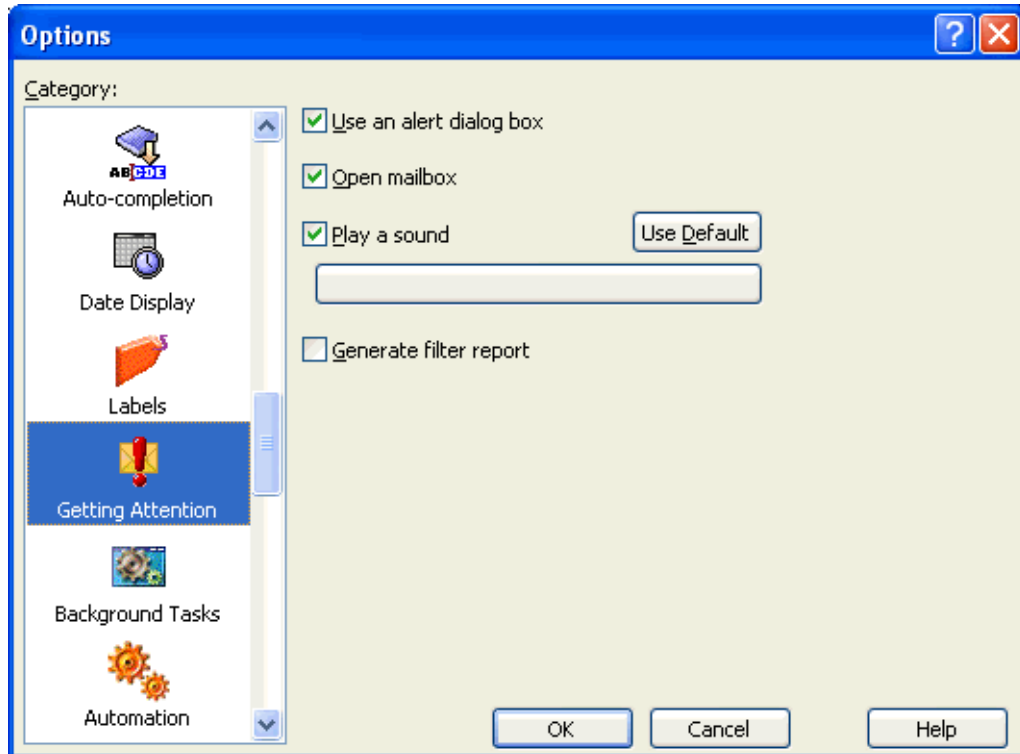 Options
Category:
ABCDE
Auto-completion
Date Display
Labels
Getting Attention
Background Tasks
Automation
Use an alert dialog box
Open mailbox
Play a sound
Use Default
Generate filter report
OK
Cancel
Help